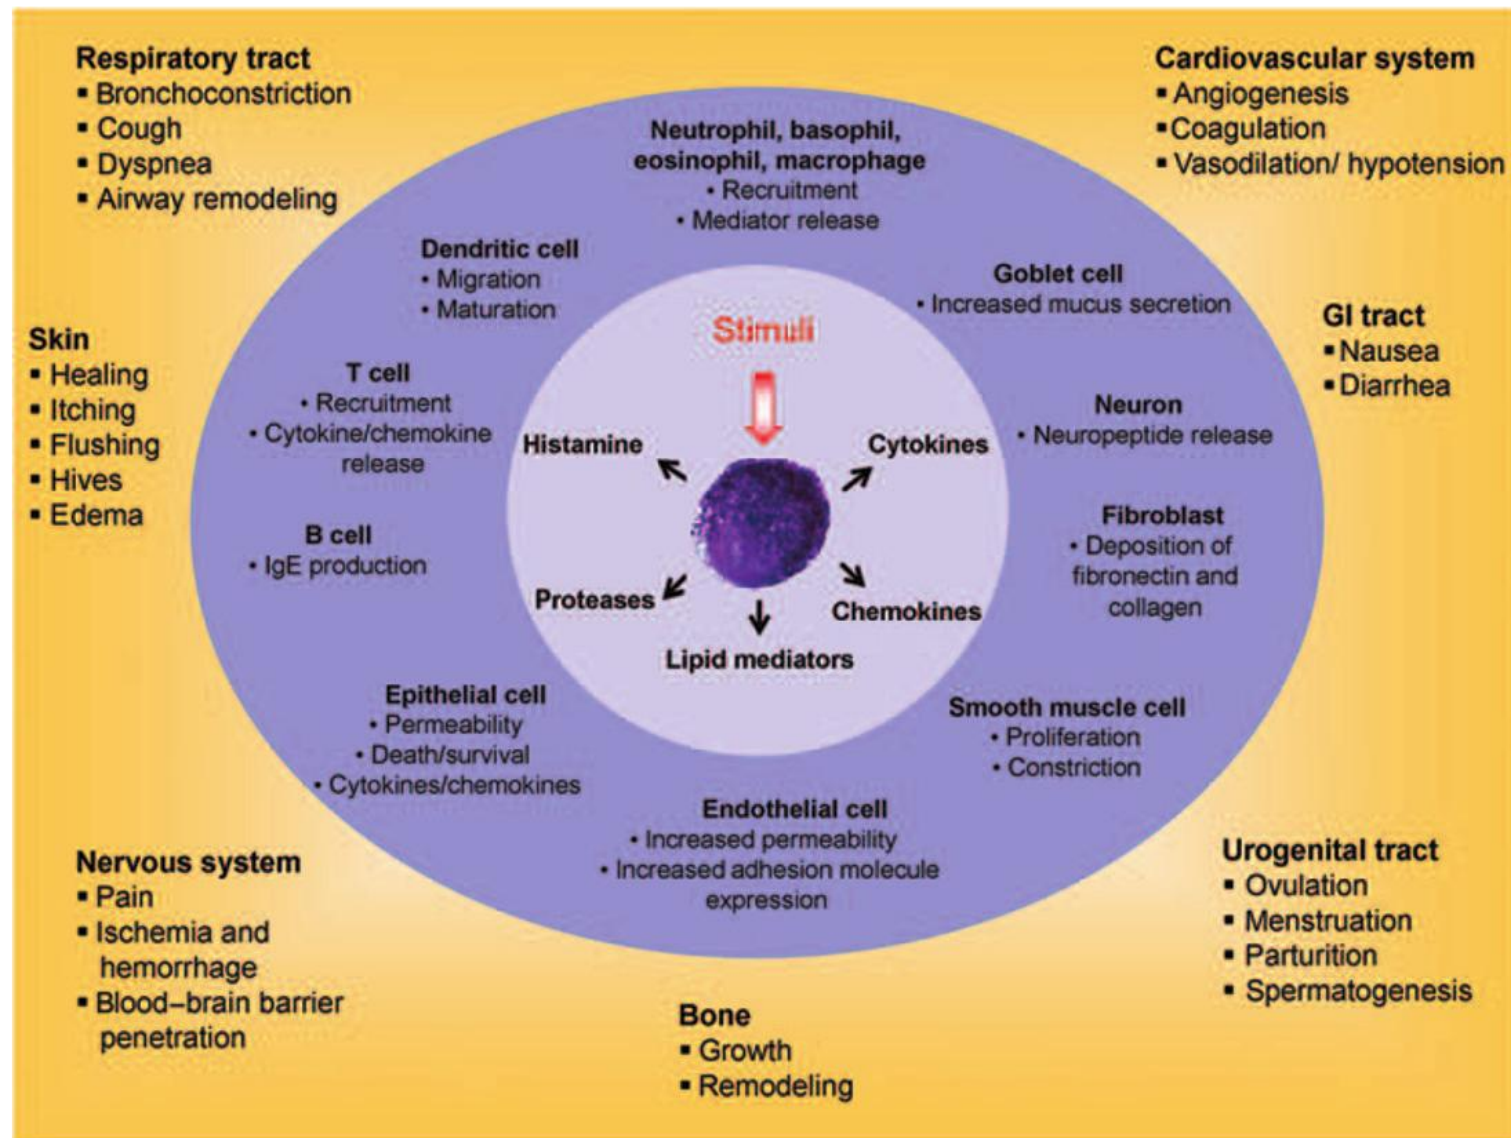 Respiratory tract
▪ Bronchoconstriction
▪ Cough
▪ Dyspnea
▪ Airway remodeling
Cardiovascular system
▪ Angiogenesis
▪ Coagulation
▪ Vasodilation/ hypotension
Neutrophil, basophil,
eosinophil, macrophage
• Recruitment
• Mediator release
Dendritic cell
• Migration
• Maturation
Goblet cell
• Increased mucus secretion
Skin
▪ Healing
▪ Itching
▪ Flushing
▪ Hives
▪ Edema
T cell
• Recruitment
• Cytokine/chemokine
release
B cell
• IgE production
Stimuli
Histamine
Cytokines
Proteases
Chemokines
Lipid mediators
Neuron
• Neuropeptide release
Fibroblast
• Deposition of
fibronectin and
collagen
GI tract
▪ Nausea
▪ Diarrhea
Epithelial cell
• Permeability
• Death/survival
• Cytokines/chemokines
Smooth muscle cell
• Proliferation
• Constriction
Endothelial cell
• Increased permeability
• Increased adhesion molecule
expression
Nervous system
▪ Pain
▪ Ischemia and
hemorrhage
▪ Blood–brain barrier
penetration
Bone
▪ Growth
▪ Remodeling
Urogenital tract
▪ Ovulation
▪ Menstruation
▪ Parturition
▪ Spermatogenesis